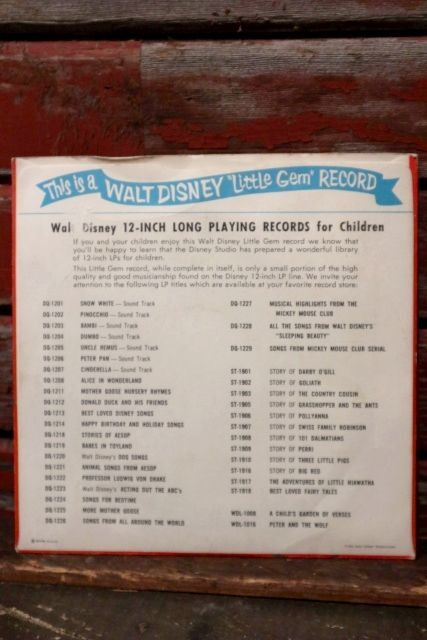 This is a WALT DISNEY "Little Gem" RECORD
Walt Disney 12-INCH LONG PLAYING RECORDS for Children
If you and your children enjoy this Walt Disney Little Gem record we know that
you'll be happy to learn that the Disney Studio has prepared a wonderful library
of 12-inch LPs for children.
This Little Gem record, while complete in itself, is only a small portion of the high
quality and good musicianship found on the Disney 12-inch LP line. We invite your
attention to the following LP titles which are available at your favorite record store:
DQ-1201 SNOW WHITE — Sound Track
DQ-1202 PINOCCHIO — Sound Track
DQ-1203 BAMBI — Sound Track
DQ-1204 DUMBO — Sound Track
DQ-1205 UNCLE REMUS — Sound Track
DQ-1206 PETER PAN — Sound Track
DQ-1207 CINDERELLA — Sound Track
DQ-1208 ALICE IN WONDERLAND
DQ-1211 MOTHER GOOSE NURSERY RHYMES
DQ-1212 DONALD DUCK AND HIS FRIENDS
DQ-1213 BEST LOVED DISNEY SONGS
DQ-1214 HAPPY BIRTHDAY AND HOLIDAY SONGS
DQ-1218 STORIES OF AESOP
DQ-1219 BABES IN TOYLAND
DQ-1220 Walt Disney's DOG SONGS
DQ-1221 ANIMAL SONGS FROM AESOP
DQ-1222 PROFESSOR LUDWIG VON DRAKE
DQ-1223 Walt Disney's ACTING OUT THE ABC's
DQ-1224 SONGS FOR BEDTIME
DQ-1225 MORE MOTHER GOOSE
DQ-1226 SONGS FROM ALL AROUND THE WORLD
DQ-1227 MUSICAL HIGHLIGHTS FROM THE
MICKEY MOUSE CLUB
DQ-1228 ALL THE SONGS FROM WALT DISNEY'S
"SLEEPING BEAUTY"
DQ-1229 SONGS FROM MICKEY MOUSE CLUB SERIAL
ST-1901 STORY OF DARBY O'GILL
ST-1902 STORY OF GOLIATH
ST-1903 STORY OF THE COUNTRY COUSIN
ST-1905 STORY OF GRASSHOPPER AND THE ANTS
ST-1906 STORY OF POLLYANNA
ST-1907 STORY OF SWISS FAMILY ROBINSON
ST-1908 STORY OF 101 DALMATIANS
ST-1909 STORY OF PERRI
ST-1910 STORY OF THREE LITTLE PIGS
ST-1916 STORY OF BIG RED
ST-1917 THE ADVENTURES OF LITTLE HIAWATHA
ST-1918 BEST LOVED FAIRY TALES
WDL-1008 A CHILD'S GARDEN OF VERSES
WDL-1016 PETER AND THE WOLF